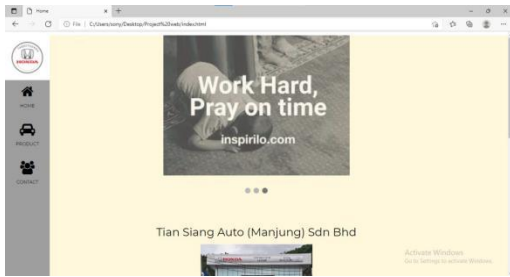 Home
File
C:/Users/sony/Desktop/Project%20web/index.html
HONDA
HOME
PRODUCT
CONTACT
Work Hard,
Pray on time
inspirilo.com
Tian Siang Auto (Manjung) Sdn Bhd
HONDA
Activate Windows
Go to Settings to activate Windows.